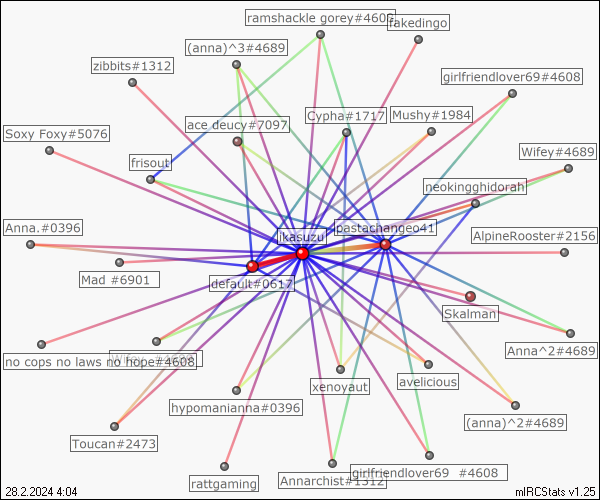 ramshackle gorey#4606
fakedingo
(anna)^3#4689
zibbits#1312
girlfriendlover69#4608
Cypha#1717
Mushy#1984
ace deucy#7097
Soxy Foxy#5076
Wifey#4689
frisout
neokingghidorah
Anna.#0396
jkasuzu
pastachangeo41
AlpineRooster#2156
Mad #6901
default#0617
Skalman
no cops no laws no hope#4608
Anna^2#4689
xenoyaut
avelicious
hypomanianna#0396
(anna)^2#4689
Toucan#2473
rattgaming
Annarchist#1312
girlfriendlover69 #4608
28.2.2024 4:04
mIRCStats v1.25